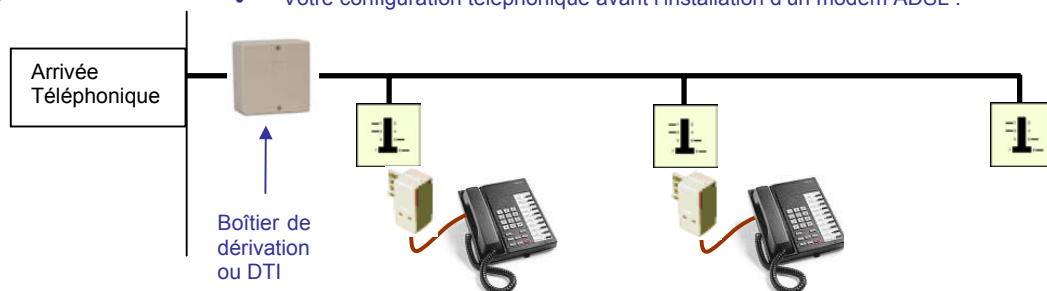 • Votre configuration téléphonique avant l'installation d'un modem ADSL :
Arrivée
Téléphonique
Boîtier de
dérivation
ou DTI